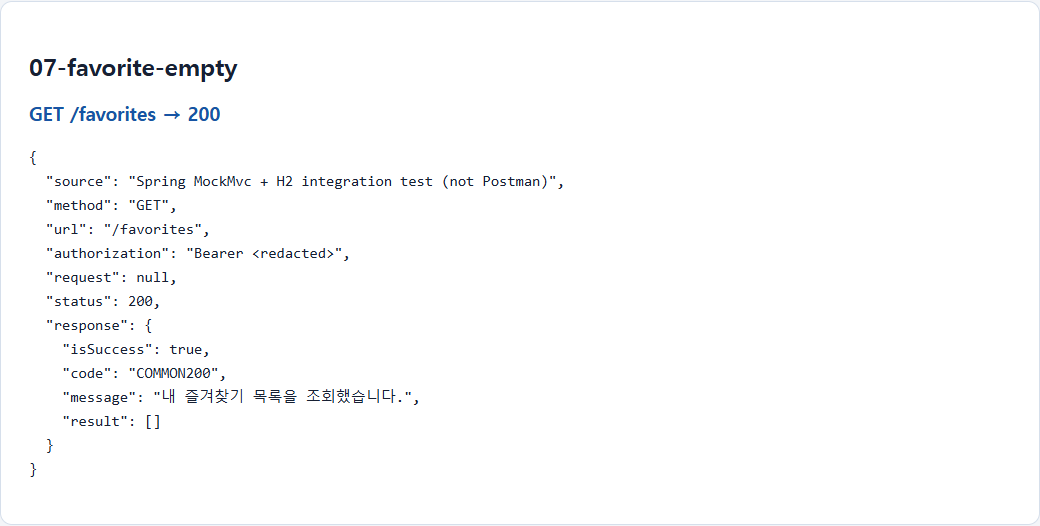 07-favorite-empty
GET /favorites → 200
{
  "source": "Spring MockMvc + H2 integration test (not Postman)",
  "method": "GET",
  "url": "/favorites",
  "authorization": "Bearer <redacted>",
  "request": null,
  "status": 200,
  "response": {
    "isSuccess": true,
    "code": "COMMON200",
    "message": "내 즐겨찾기 목록을 조회했습니다.",
    "result": []
  }
}